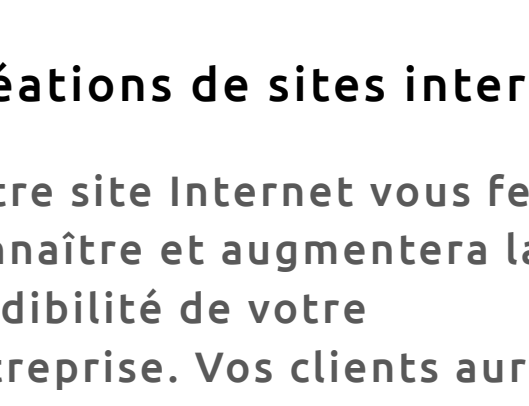 éations de sites inter
tre site Internet vous fe
nnaître et augmentera la
dibilité de votre
treprise. Vos clients aur